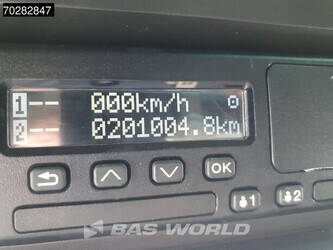 70282847
1 -- 000km/h
2 -- 0201004.8km
OK
1 2
BAS WORLD